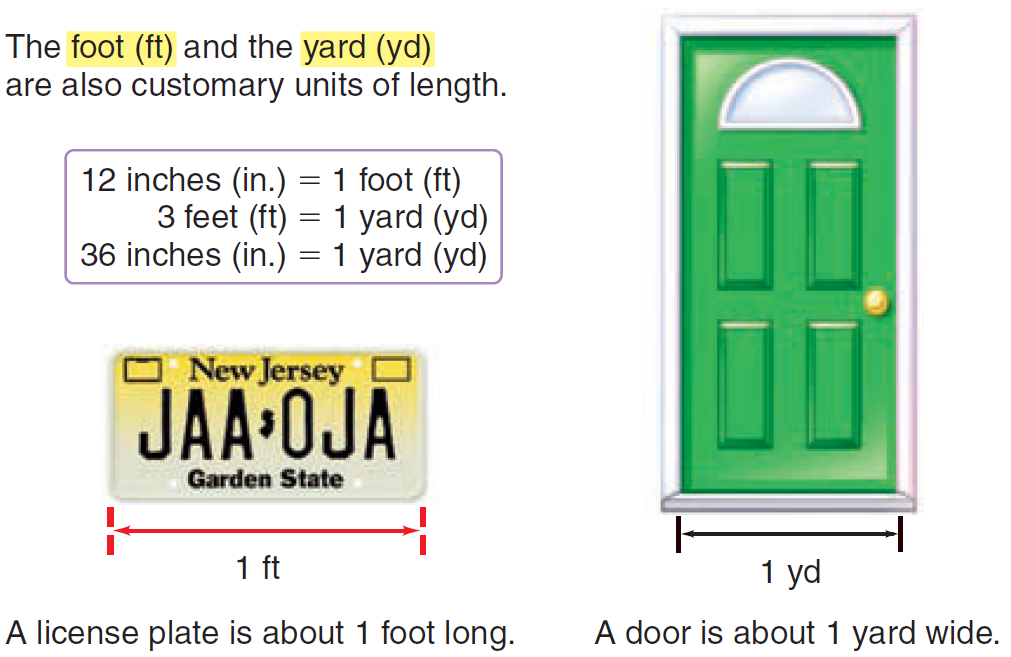 The foot (ft) and the yard (yd)
are also customary units of length.
12 inches (in.) = 1 foot (ft)
3 feet (ft) = 1 yard (yd)
36 inches (in.) = 1 yard (yd)
New Jersey
JAA OJA
Garden State
1 ft
1 yd
A license plate is about 1 foot long.
A door is about 1 yard wide.